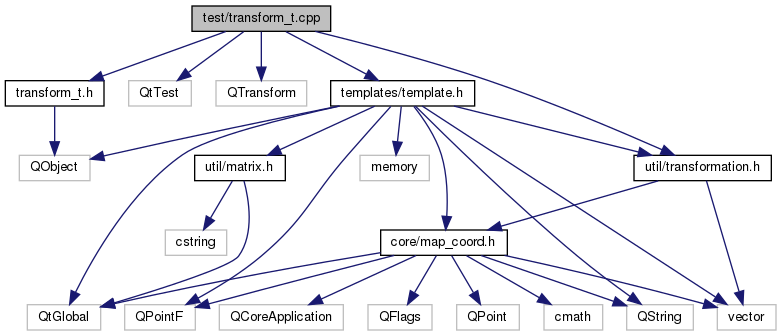 test/transform_t.cpp
transform_t.h
QtTest
QTransform
templates/template.h
QObject
util/matrix.h
memory
util/transformation.h
cstring
core/map_coord.h
QtGlobal
QPointF
QCoreApplication
QFlags
QPoint
cmath
QString
vector